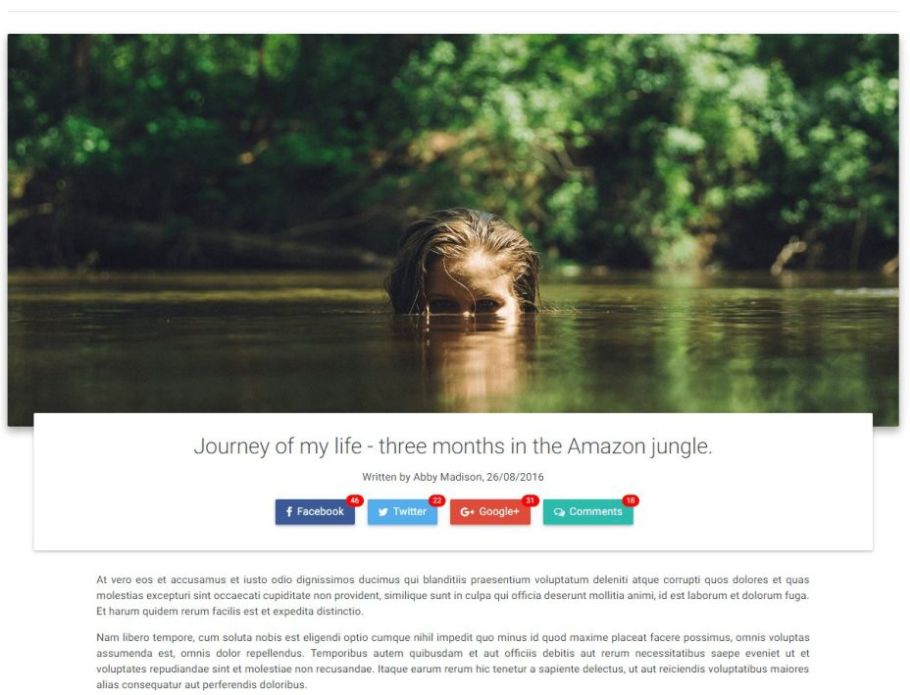 Journey of my life - three months in the Amazon jungle.
Written by Abby Madison, 26/08/2016
46 22 31 18
Facebook Twitter G+ Google+ Comments
At vero eos et accusamus et iusto odio dignissimos ducimus qui blanditiis praesentium voluptatum deleniti atque corrupti quos dolores et quas
molestias excepturi sint occaecati cupiditate non provident, similique sunt in culpa qui officia deserunt mollitia animi, id est laborum et dolorum fuga.
Et harum quidem rerum facilis est et expedita distinctio.
Nam libero tempore, cum soluta nobis est eligendi optio cumque nihil impedit quo minus id quod maxime placeat facere possimus, omnis voluptas
assumenda est, omnis dolor repellendus. Temporibus autem quibusdam et aut officiis debitis aut rerum necessitatibus saepe eveniet ut et
voluptates repudiandae sint et molestiae non recusandae. Itaque earum rerum hic tenetur a sapiente delectus, ut aut reiciendis voluptatibus maiores
alias consequatur aut perferendis doloribus.